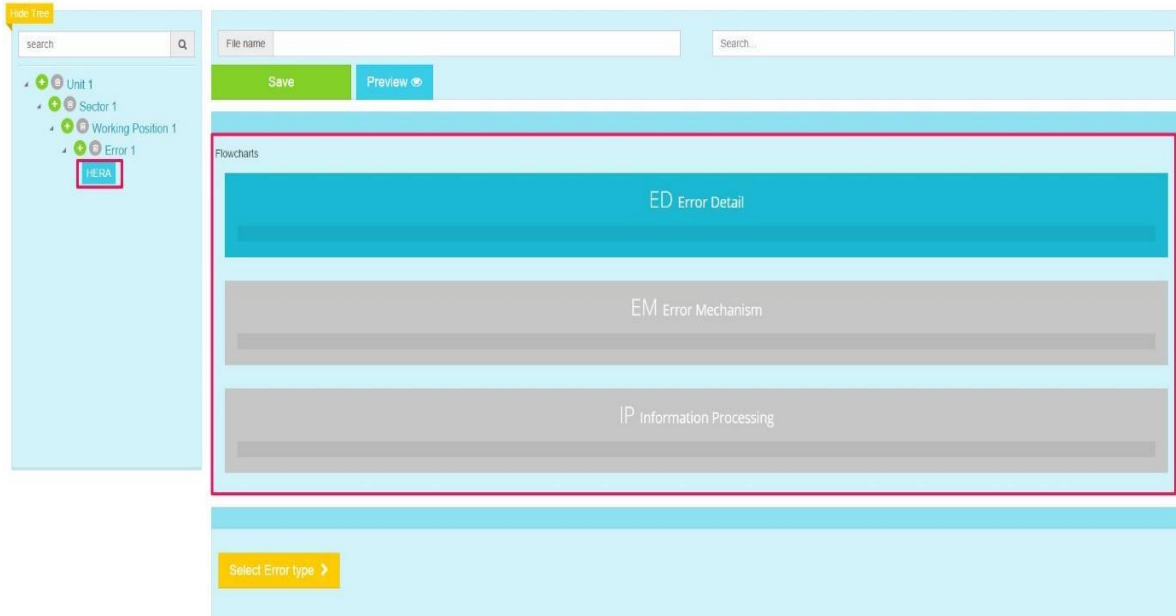 Hide Tree
search
Unit 1
Sector 1
Working Position 1
Error 1
HERA
File name
Search...
Save
Preview
Flowcharts
ED Error Detail
EM Error Mechanism
IP Information Processing
Select Error type